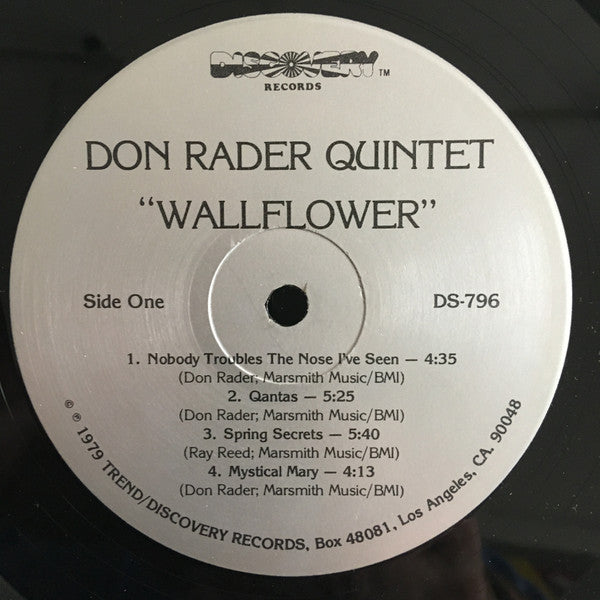 DISCOVERY TM
RECORDS
DON RADER QUINTET
"WALLFLOWER"
Side One
DS-796
1. Nobody Troubles The Nose I've Seen — 4:35
(Don Rader; Marsmith Music/BMI)
2. Qantas — 5:25
(Don Rader; Marsmith Music/BMI)
3. Spring Secrets — 5:40
(Ray Reed; Marsmith Music/BMI)
4. Mystical Mary — 4:13
(Don Rader; Marsmith Music/BMI)
© ℗ 1979 TREND/DISCOVERY RECORDS, Box 48081, Los Angeles, CA. 90048